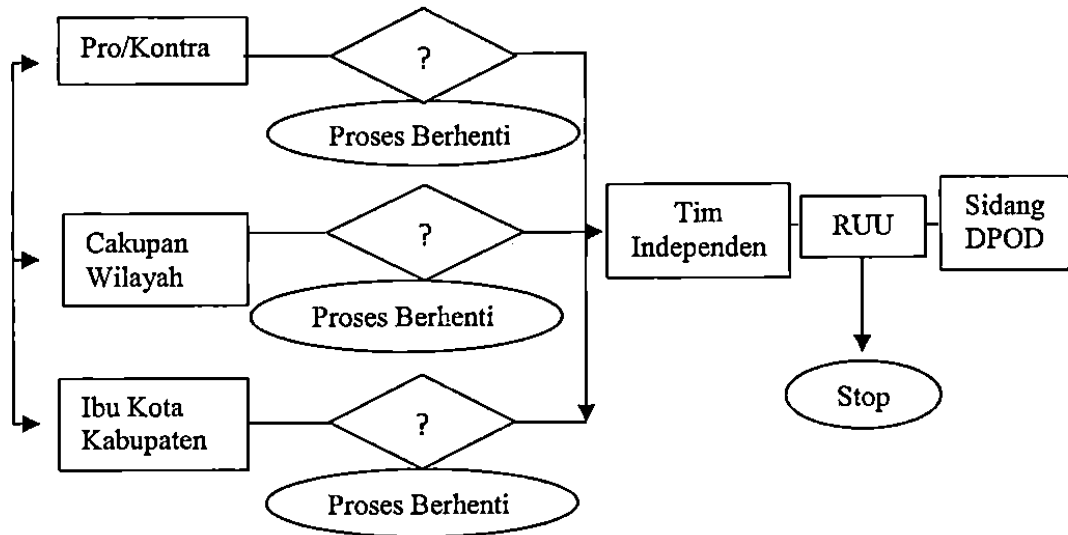 Pro/Kontra
?
Proses Berhenti
Cakupan
Wilayah
?
Proses Berhenti
Ibu Kota
Kabupaten
?
Proses Berhenti
Tim
Independen
RUU
Sidang
DPOD
Stop